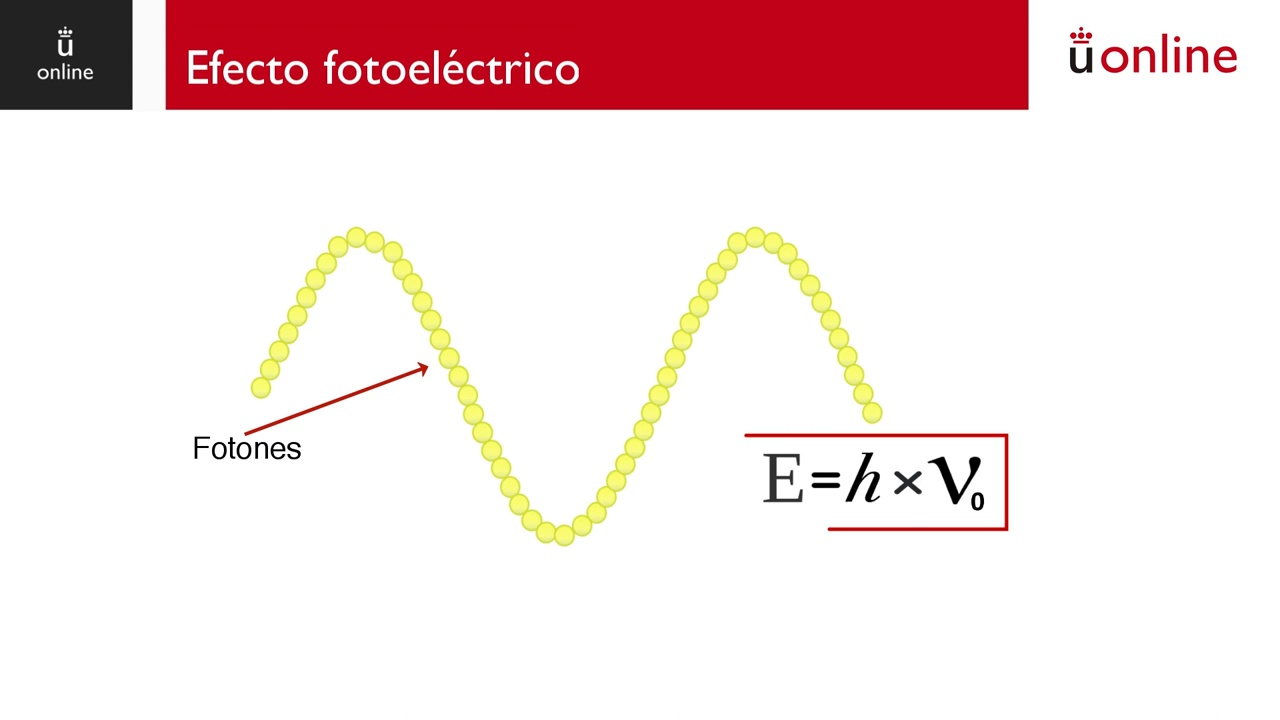 ü
online
Efecto fotoeléctrico
üonline
Fotones
E=h×ν₀